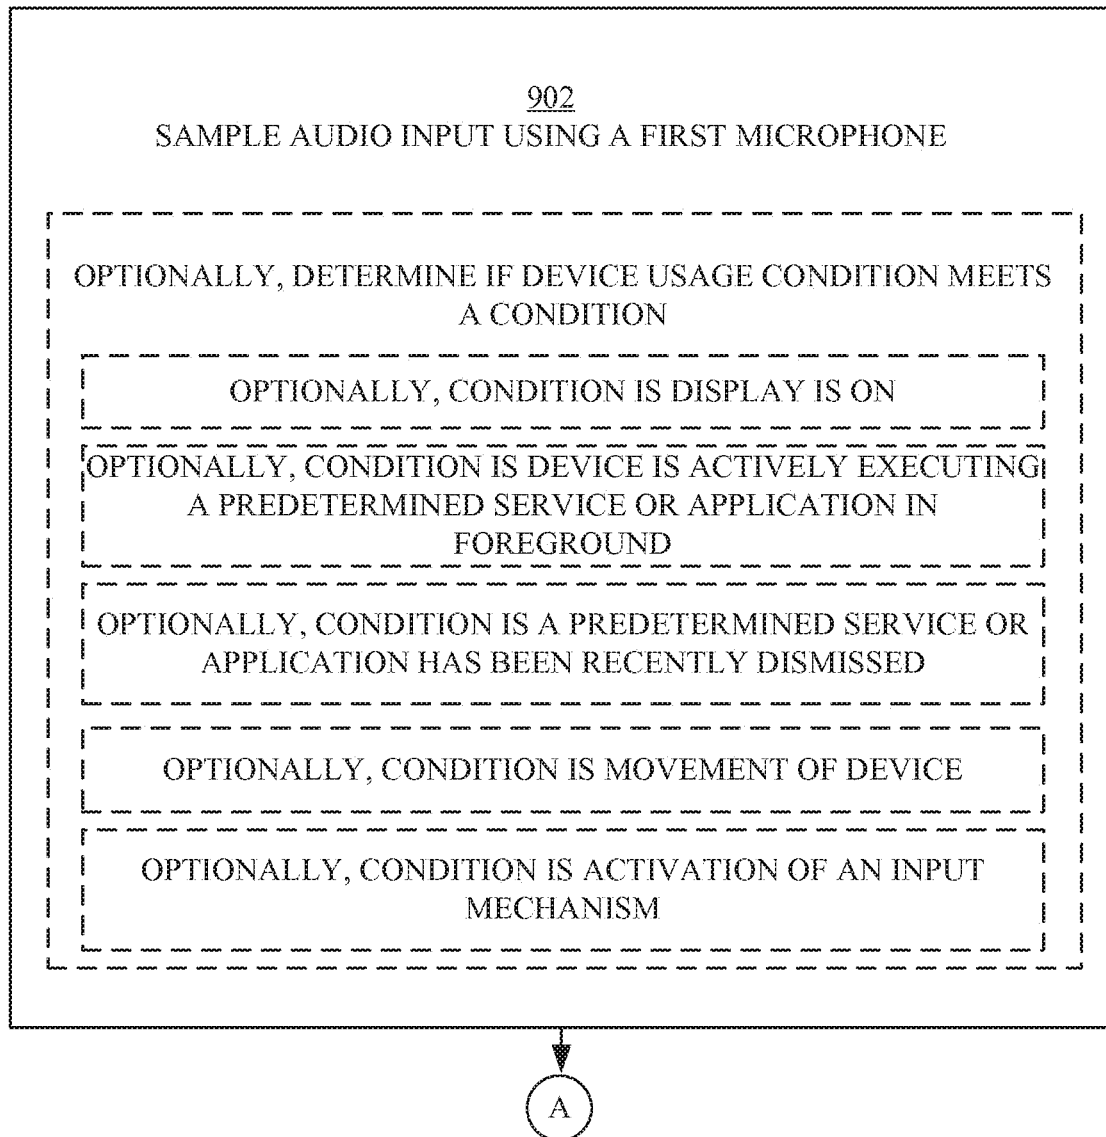 902
SAMPLE AUDIO INPUT USING A FIRST MICROPHONE
OPTIONALLY, DETERMINE IF DEVICE USAGE CONDITION MEETS
A CONDITION
OPTIONALLY, CONDITION IS DISPLAY IS ON
OPTIONALLY, CONDITION IS DEVICE IS ACTIVELY EXECUTING
A PREDETERMINED SERVICE OR APPLICATION IN
FOREGROUND
OPTIONALLY, CONDITION IS A PREDETERMINED SERVICE OR
APPLICATION HAS BEEN RECENTLY DISMISSED
OPTIONALLY, CONDITION IS MOVEMENT OF DEVICE
OPTIONALLY, CONDITION IS ACTIVATION OF AN INPUT
MECHANISM
A